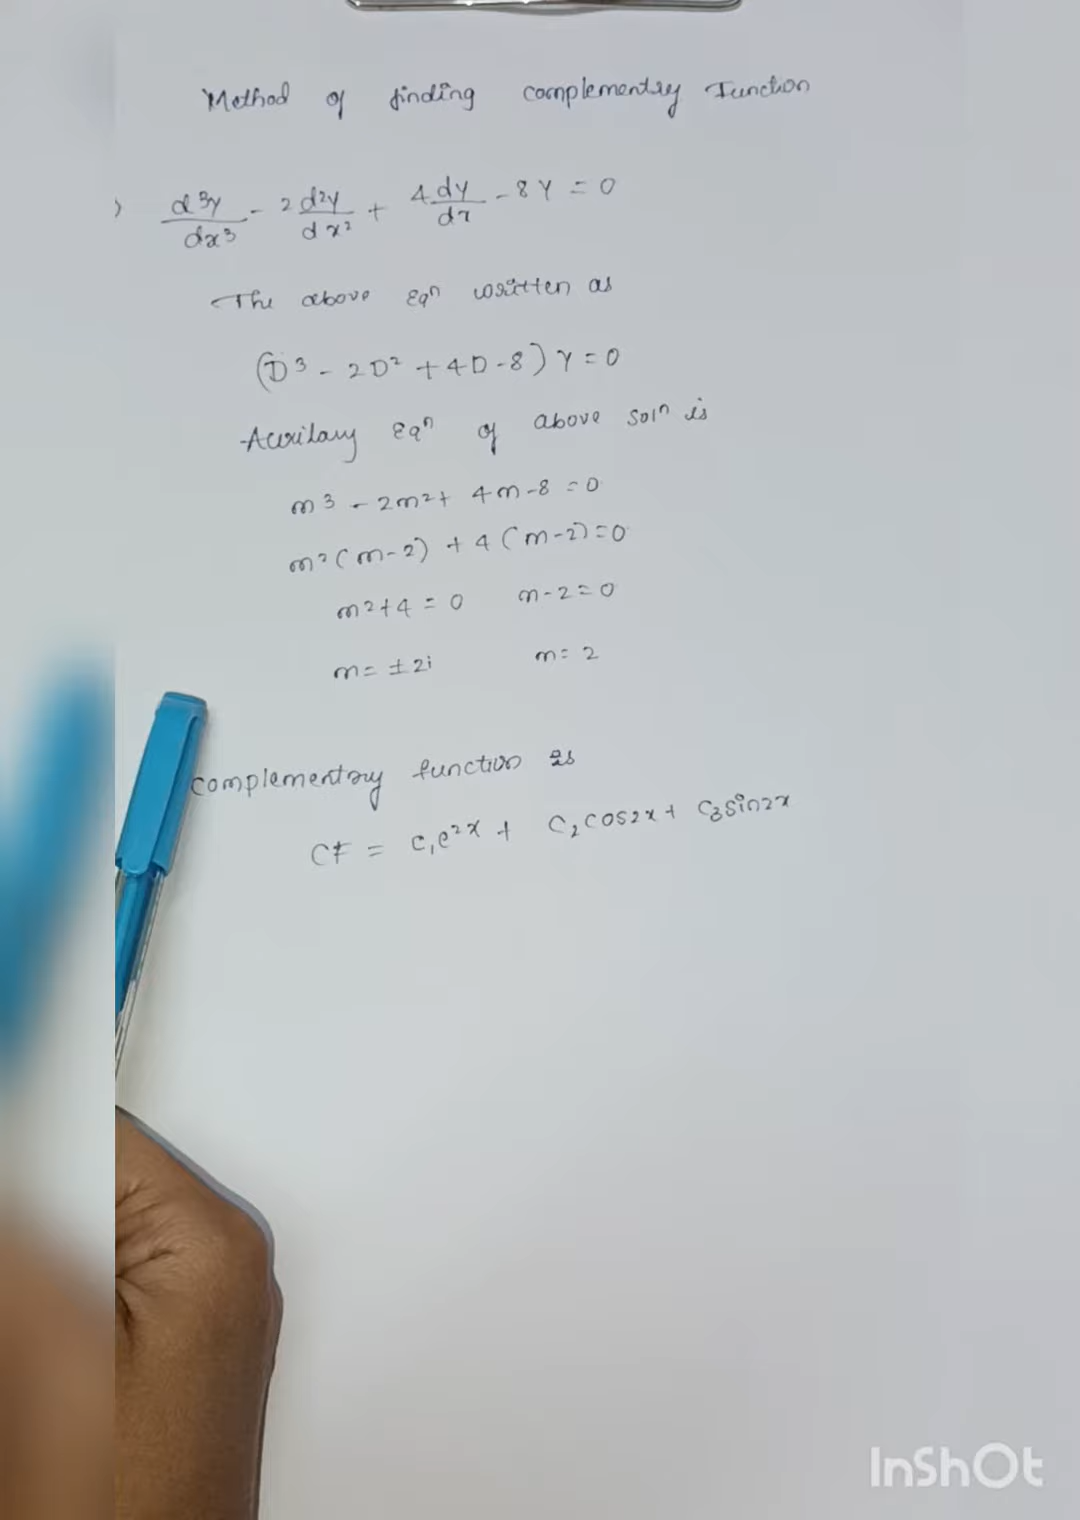 Method of finding complementry Function
) d³y/dx³ - 2 d²y/dx² + 4 dy/dx - 8y = 0
The above Eqⁿ written as
(D³ - 2D² + 4D - 8) y = 0
Auxilary Eqⁿ of above solⁿ is
m³ - 2m² + 4m - 8 = 0
m² (m - 2) + 4 (m - 2) = 0
m² + 4 = 0 m - 2 = 0
m = ± 2i m = 2
complementary function is
CF = C₁e²ˣ + C₂cos2x + C₃sin2x
InShOt